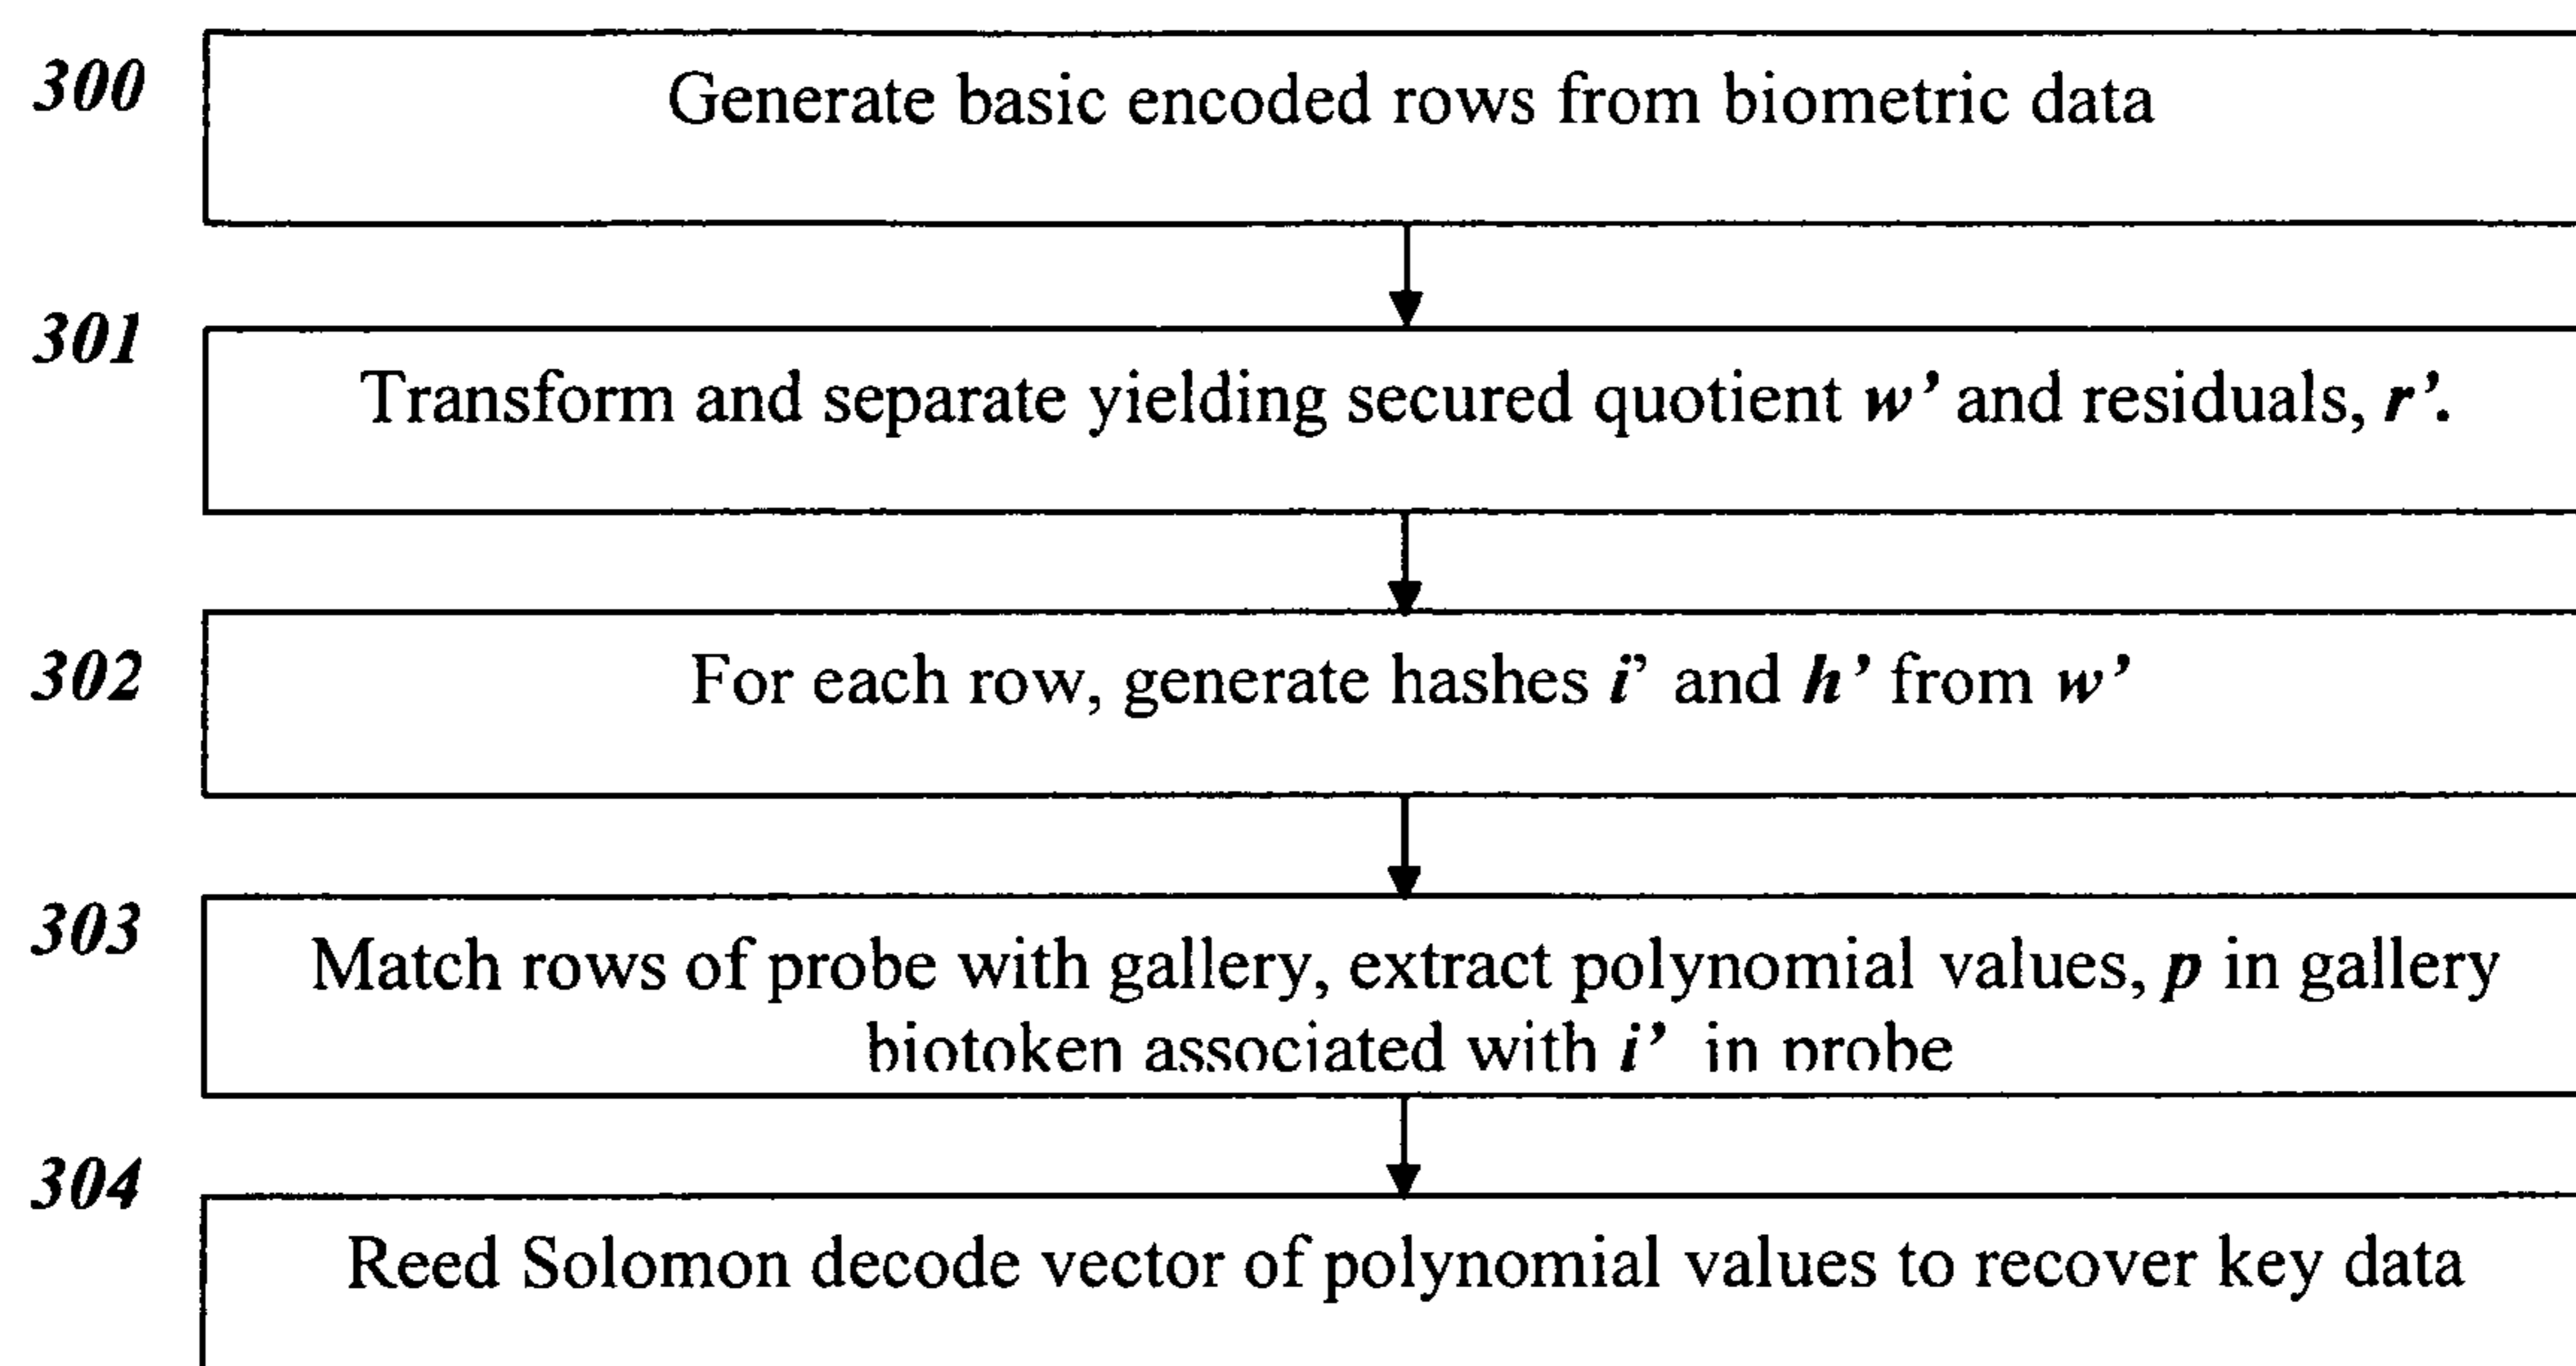 300
Generate basic encoded rows from biometric data
301
Transform and separate yielding secured quotient w’ and residuals, r’.
302
For each row, generate hashes i’ and h’ from w’
303
Match rows of probe with gallery, extract polynomial values, p in gallery
biotoken associated with i’ in probe
304
Reed Solomon decode vector of polynomial values to recover key data